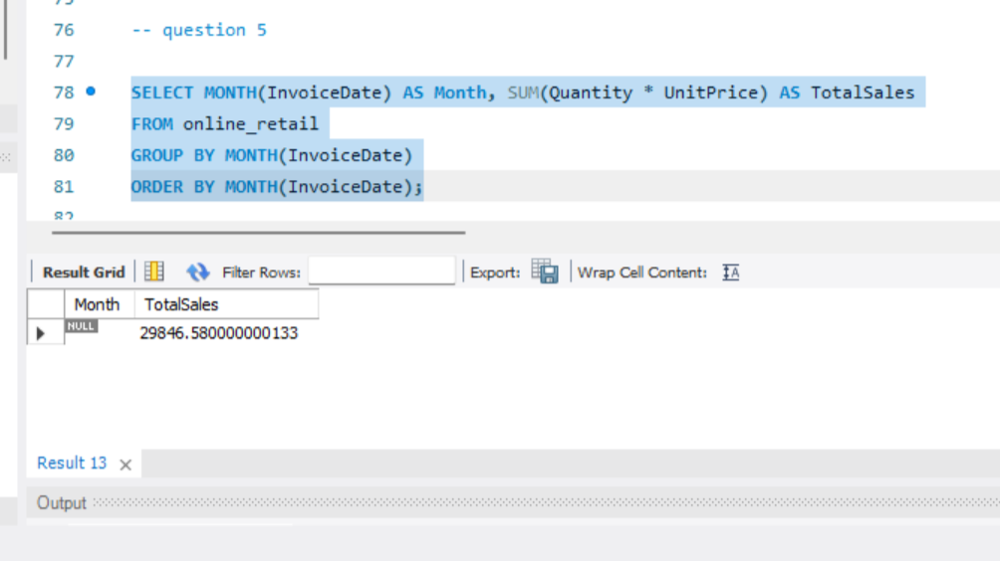 76 -- question 5
77
78 SELECT MONTH(InvoiceDate) AS Month, SUM(Quantity * UnitPrice) AS TotalSales
79 FROM online_retail
80 GROUP BY MONTH(InvoiceDate)
81 ORDER BY MONTH(InvoiceDate);
82
Result Grid Filter Rows: Export: Wrap Cell Content: IA
Month TotalSales
NULL 29846.580000000133
Result 13 ×
Output